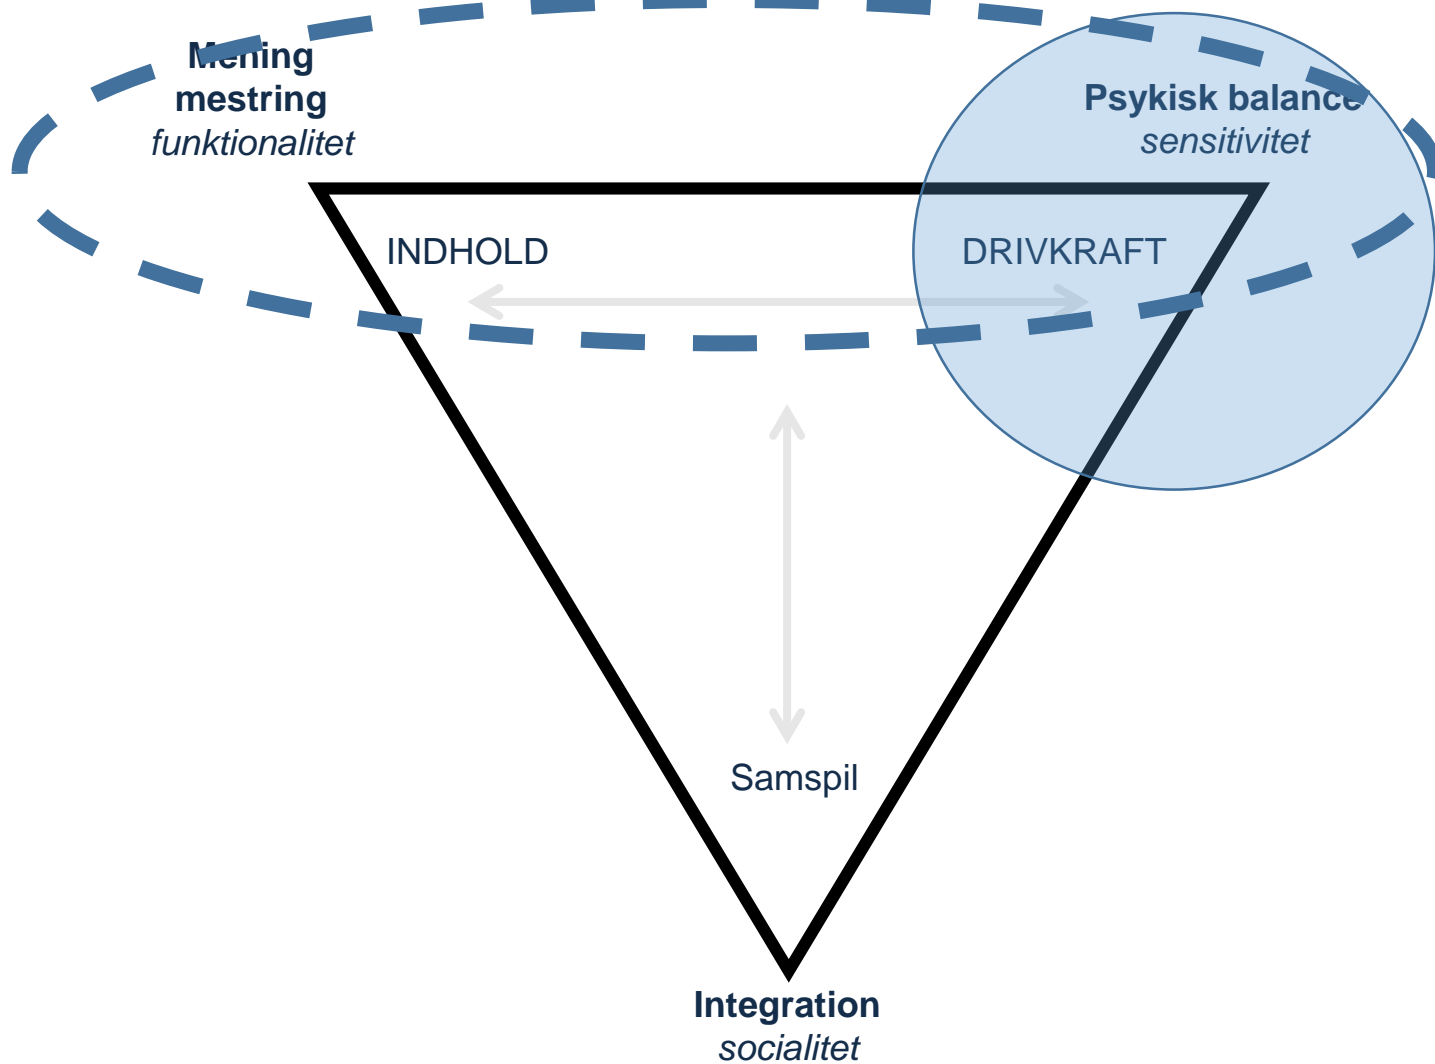 Mening
mestring
funktionalitet
Psykisk balance
sensitivitet
INDHOLD
DRIVKRAFT
Samspil
Integration
socialitet